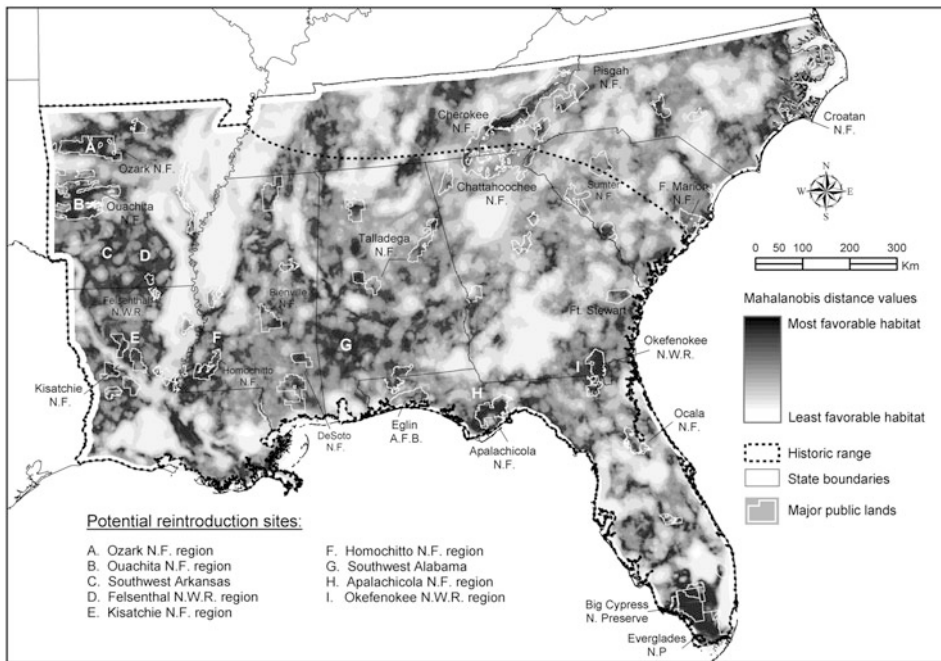 Pisgah
N.F.
Cherokee
N.F.
Croatan
N.F.
A
Ozark N.F.
B
Ouachita
N.F.
Chattahoochee
N.F.
Sumter
N.F.
F. Marion
N.F.
N
W E
S
C D
Talladega
N.F.
0 50 100 200 300
Km
Felsenthal
N.W.R.
Bienville
N.F.
Ft. Stewart
Mahalanobis distance values
Most favorable habitat
Least favorable habitat
E
F
G
Okefenokee
N.W.R.
I
Kisatchie
N.F.
Homochitto
N.F.
H
DeSoto
N.F.
Eglin
A.F.B.
Apalachicola
N.F.
Ocala
N.F.
Historic range
State boundaries
Major public lands
Potential reintroduction sites:
A. Ozark N.F. region
B. Ouachita N.F. region
C. Southwest Arkansas
D. Felsenthal N.W.R. region
E. Kisatchie N.F. region
F. Homochitto N.F. region
G. Southwest Alabama
H. Apalachicola N.F. region
I. Okefenokee N.W.R. region
Big Cypress
N. Preserve
Everglades
N.P